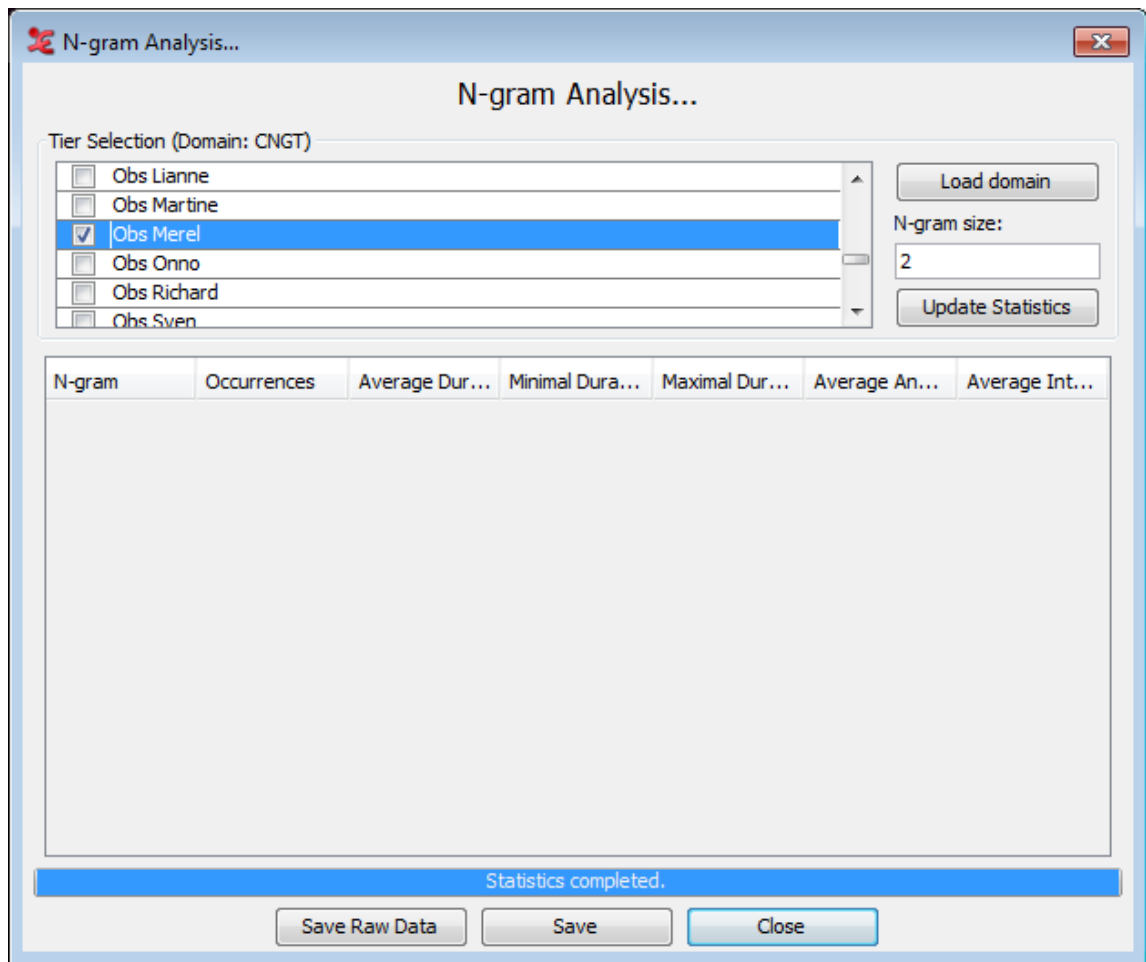 N-gram Analysis...
N-gram Analysis...
Tier Selection (Domain: CNGT)
Obs Lianne
Obs Martine
Obs Merel
Obs Onno
Obs Richard
Obs Sven
Load domain
N-gram size:
2
Update Statistics
N-gram Occurrences Average Dur... Minimal Dura... Maximal Dur... Average An... Average Int...
Statistics completed.
Save Raw Data Save Close